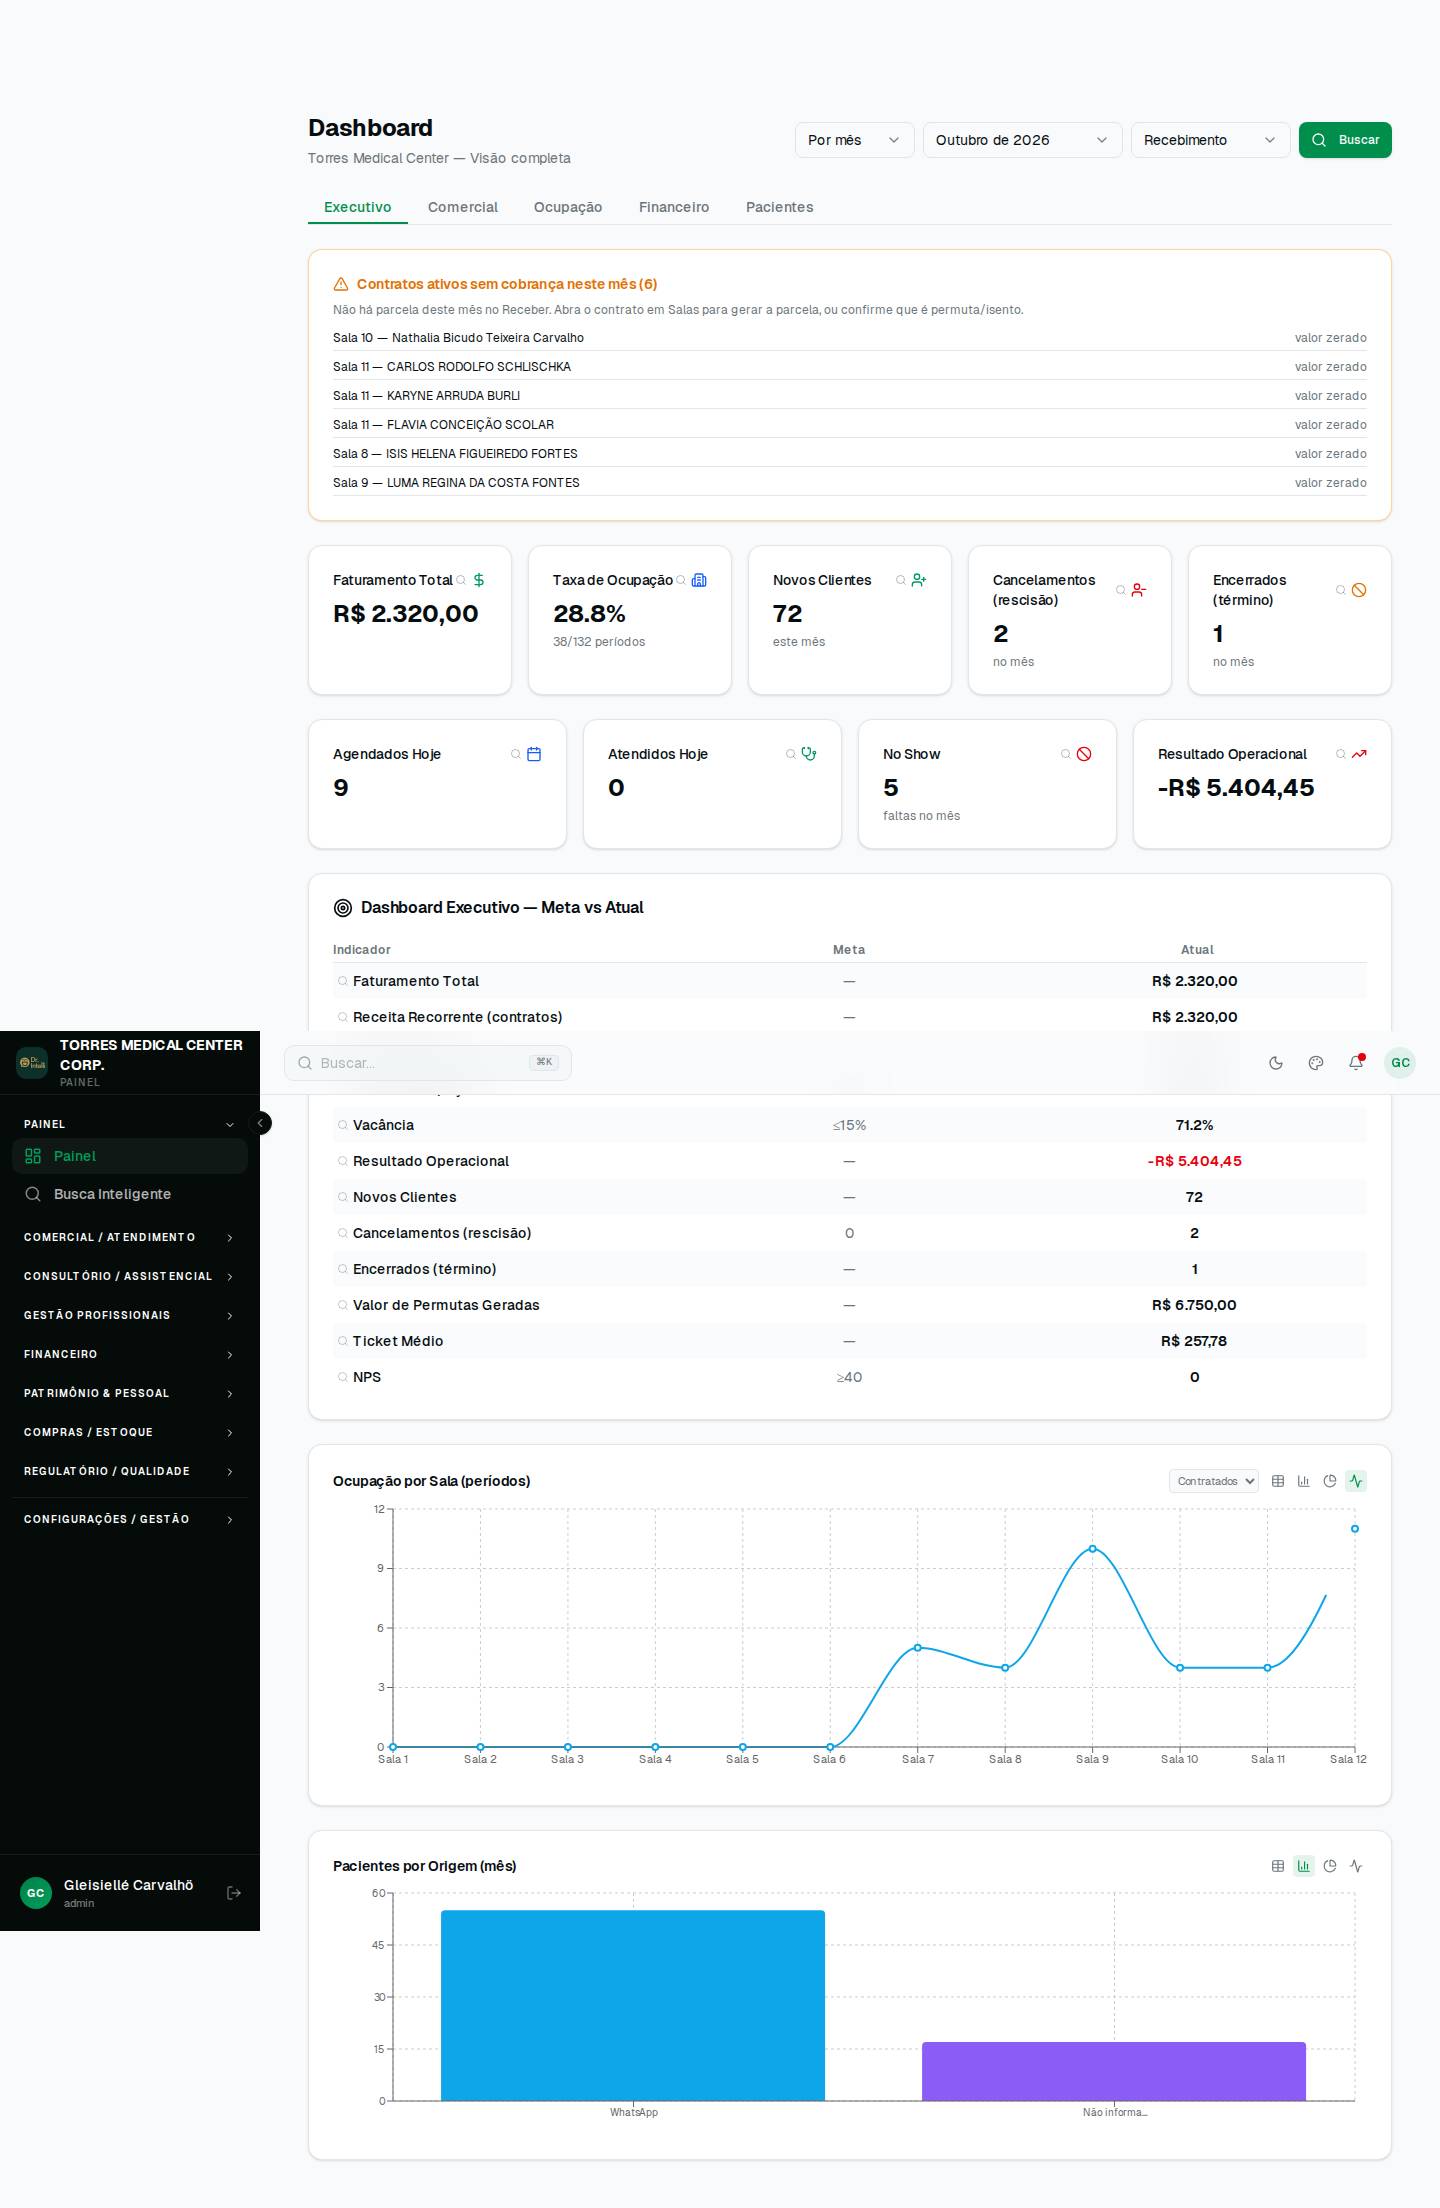 Dashboard
Torres Medical Center — Visão completa
Por mês
Outubro de 2026
Recebimento
Buscar
Executivo
Comercial
Ocupação
Financeiro
Pacientes
Contratos ativos sem cobrança neste mês (6)
Não há parcela deste mês no Receber. Abra o contrato em Salas para gerar a parcela, ou confirme que é permuta/isento.
Sala 10 — Nathalia Bicudo Teixeira Carvalho valor zerado
Sala 11 — CARLOS RODOLFO SCHLISCHKA valor zerado
Sala 11 — KARYNE ARRUDA BURLI valor zerado
Sala 11 — FLAVIA CONCEIÇÃO SCOLAR valor zerado
Sala 8 — ISIS HELENA FIGUEIREDO FORTES valor zerado
Sala 9 — LUMA REGINA DA COSTA FONTES valor zerado
Faturamento Total
R$ 2.320,00
Taxa de Ocupação
28.8%
38/132 períodos
Novos Clientes
72
este mês
Cancelamentos
(rescisão)
2
no mês
Encerrados
(término)
1
no mês
Agendados Hoje
9
Atendidos Hoje
0
No Show
5
faltas no mês
Resultado Operacional
-R$ 5.404,45
Dashboard Executivo — Meta vs Atual
Indicador Meta Atual
Faturamento Total — R$ 2.320,00
Receita Recorrente (contratos) — R$ 2.320,00
TORRES MEDICAL CENTER
CORP.
PAINEL
Buscar...
⌘K
GC
PAINEL
Painel
Busca Inteligente
COMERCIAL / ATENDIMENTO
CONSULTÓRIO / ASSISTENCIAL
GESTÃO PROFISSIONAIS
FINANCEIRO
PATRIMÔNIO & PESSOAL
COMPRAS / ESTOQUE
REGULATÓRIO / QUALIDADE
CONFIGURAÇÕES / GESTÃO
GC
Gleisiellé Carvalhö
admin
Vacância ≤15% 71.2%
Resultado Operacional — -R$ 5.404,45
Novos Clientes — 72
Cancelamentos (rescisão) 0 2
Encerrados (término) — 1
Valor de Permutas Geradas — R$ 6.750,00
Ticket Médio — R$ 257,78
NPS ≥40 0
Ocupação por Sala (períodos)
Contratados
12
9
6
3
0
Sala 1 Sala 2 Sala 3 Sala 4 Sala 5 Sala 6 Sala 7 Sala 8 Sala 9 Sala 10 Sala 11 Sala 12
Pacientes por Origem (mês)
60
45
30
15
0
WhatsApp Não informa...